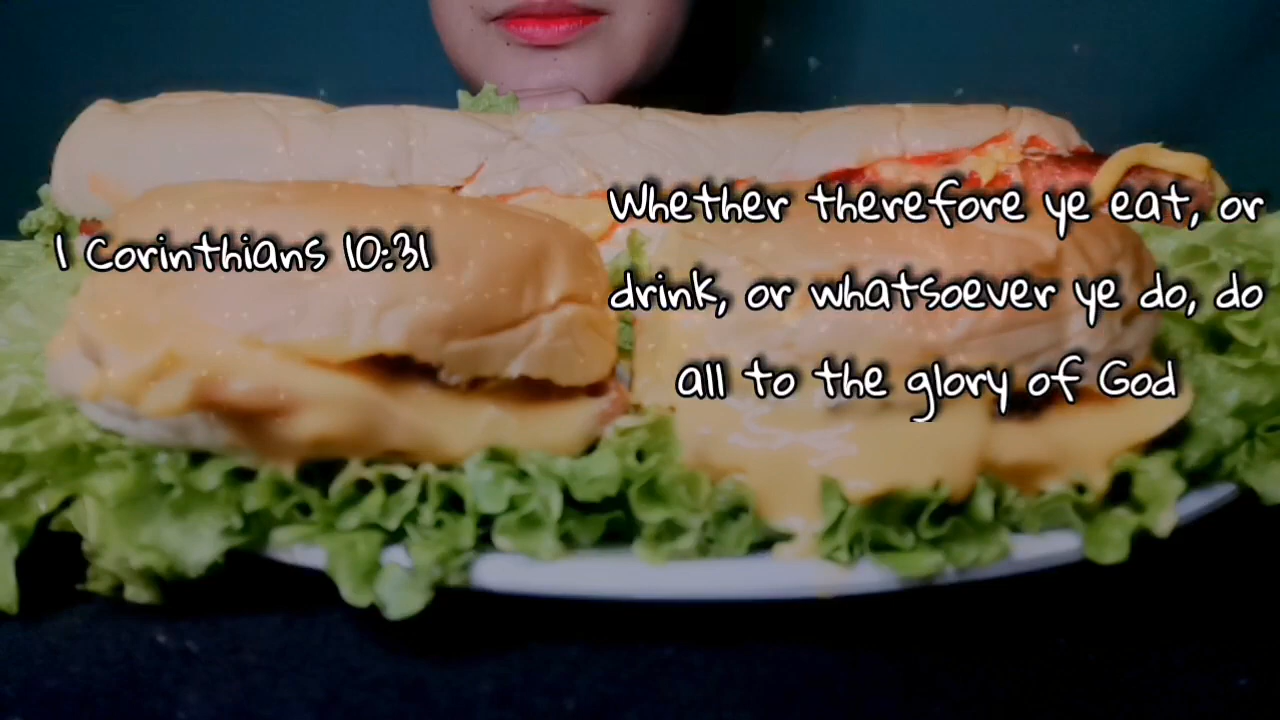 1 Corinthians 10:31
Whether therefore ye eat, or
drink, or whatsoever ye do, do
all to the glory of God